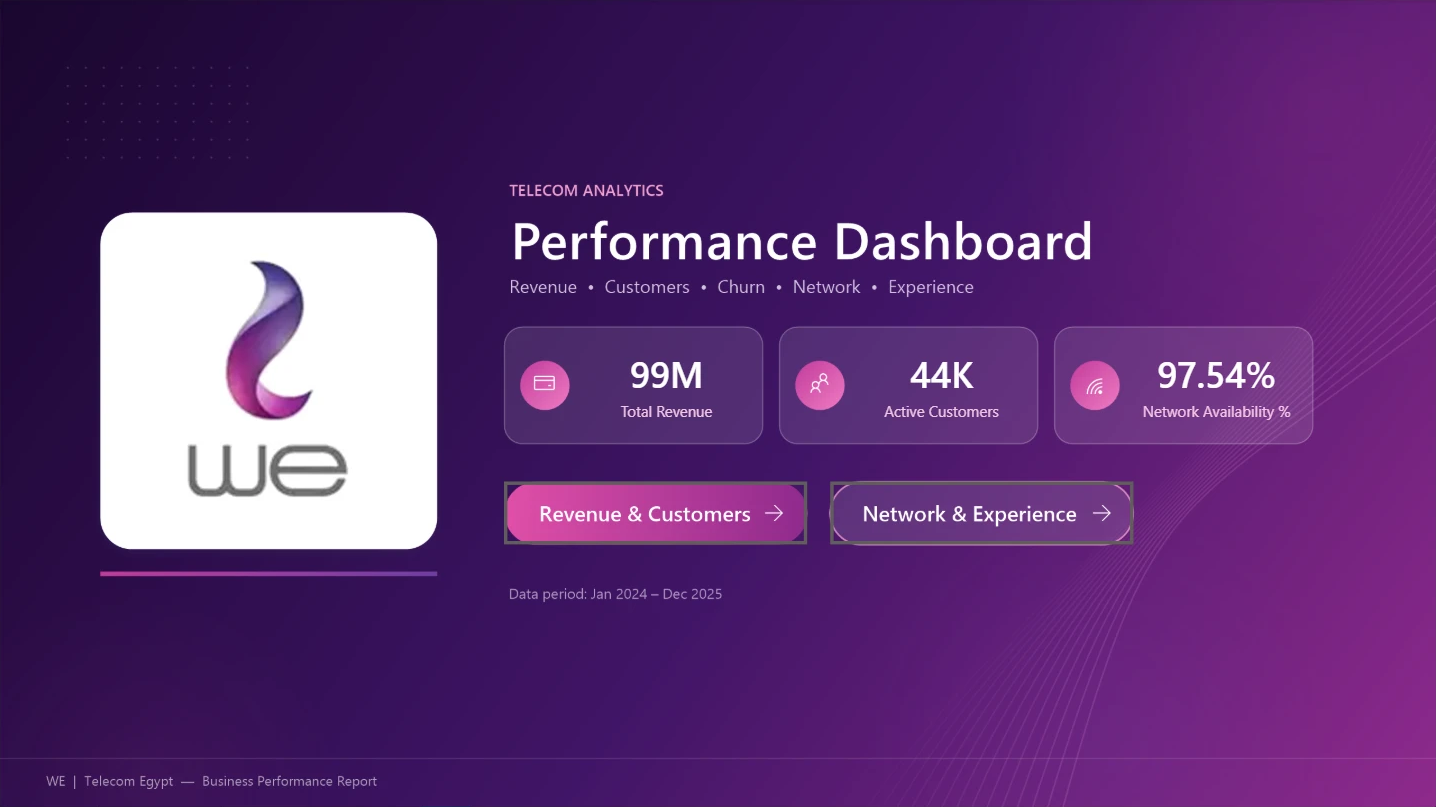 TELECOM ANALYTICS
Performance Dashboard
Revenue • Customers • Churn • Network • Experience
99M
Total Revenue
44K
Active Customers
97.54%
Network Availability %
we
Revenue & Customers →
Network & Experience →
Data period: Jan 2024 – Dec 2025
WE | Telecom Egypt — Business Performance Report